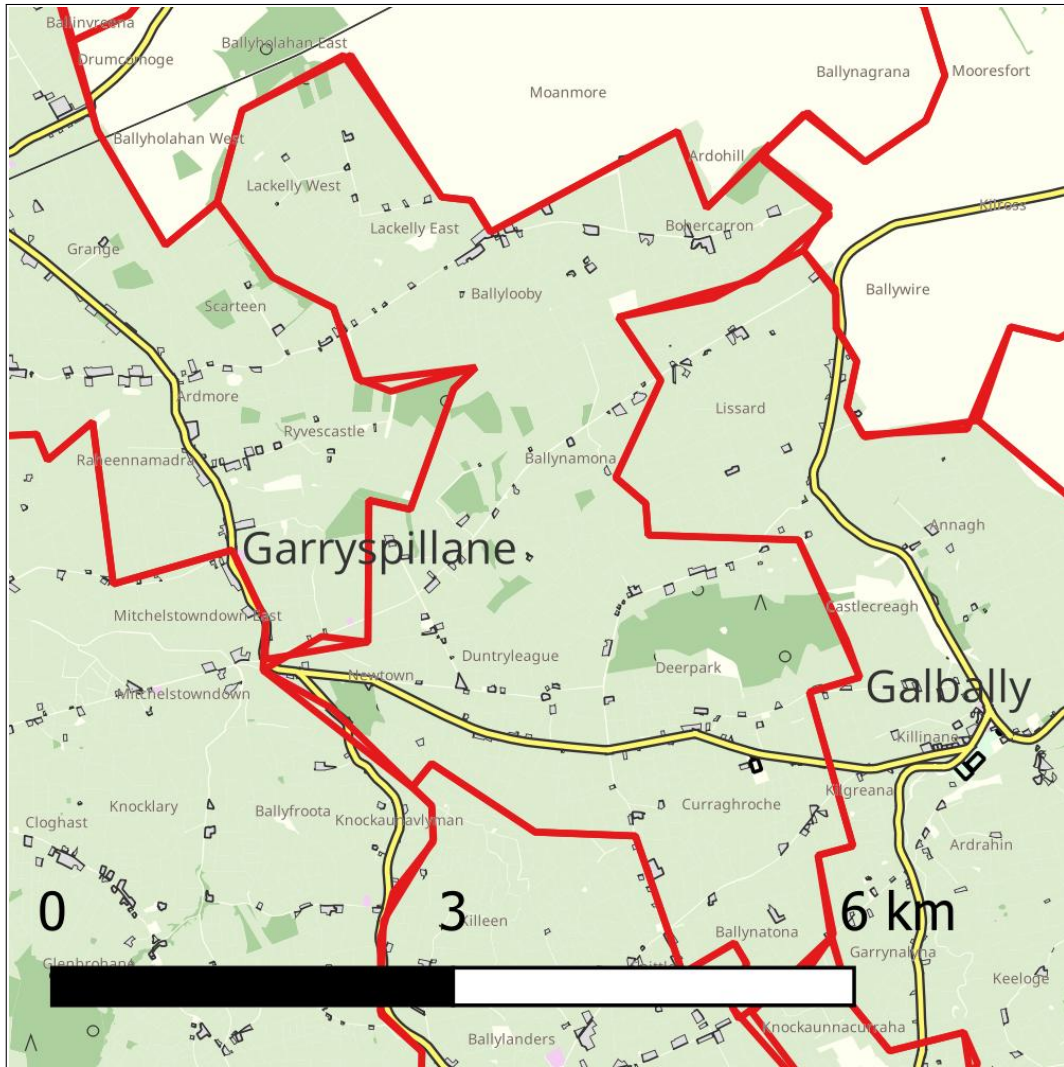 Ballinvreena
Ballyholahan East
Drumcomoge
Ballynagrana
Mooresfort
Moanmore
Ballyholahan West
Ardohill
Lackelly West
Kilross
Lackelly East
Bohercarron
Grange
Ballywire
Ballylooby
Scarteen
Ardmore
Lissard
Ryvescastle
Raheennamadra
Ballynamona
Annagh
Garryspillane
Castlecreagh
Mitchelstowndown East
Duntryleague
Deerpark
Newtown
Galbally
Mitchelstowndown
Killinane
Kilgreana
Curraghroche
Knocklary
Ballyfroota
Knockaunavlyman
Cloghast
Ardrahin
0 3 6 km
Killeen
Ballynatona
Garrynalyna
Glenbrohane
Keeloge
Knockaunnacurraha
Ballylanders